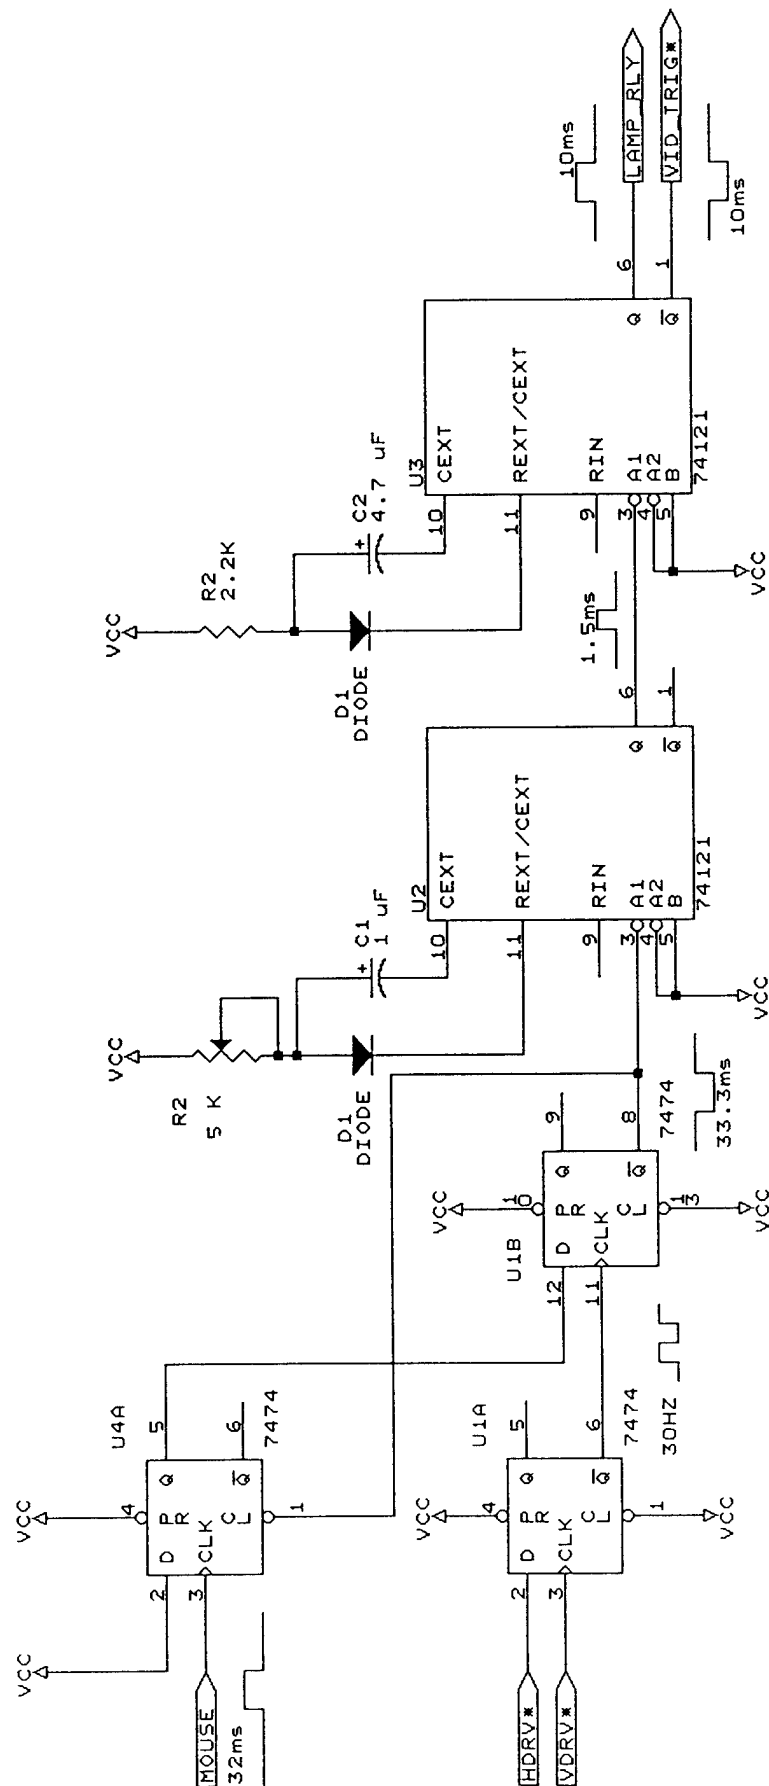 VCC
VCC
U4A
2
D
4
P
R
Q
5
MOUSE
3
CLK
C
L
Q
6
1
7474
32ms
VCC
U1A
HDRV*
2
D
4
P
R
Q
5
VDRV*
3
CLK
C
L
Q
6
1
7474
VCC
30HZ
VCC
U1B
12
D
10
P
R
Q
9
11
CLK
C
L
Q
8
13
7474
VCC
33.3ms
VCC
R2
5 K
D1
DIODE
C1
+
1 uF
U2
10
CEXT
11
REXT/CEXT
9
RIN
3
A1
4
A2
5
B
Q
6
Q
1
74121
VCC
1.5ms
VCC
R2
2.2K
D1
DIODE
C2
+
4.7 uF
U3
10
CEXT
11
REXT/CEXT
9
RIN
3
A1
4
A2
5
B
Q
6
Q
1
74121
VCC
10ms
LAMP RLY
VID TRIG*
10ms